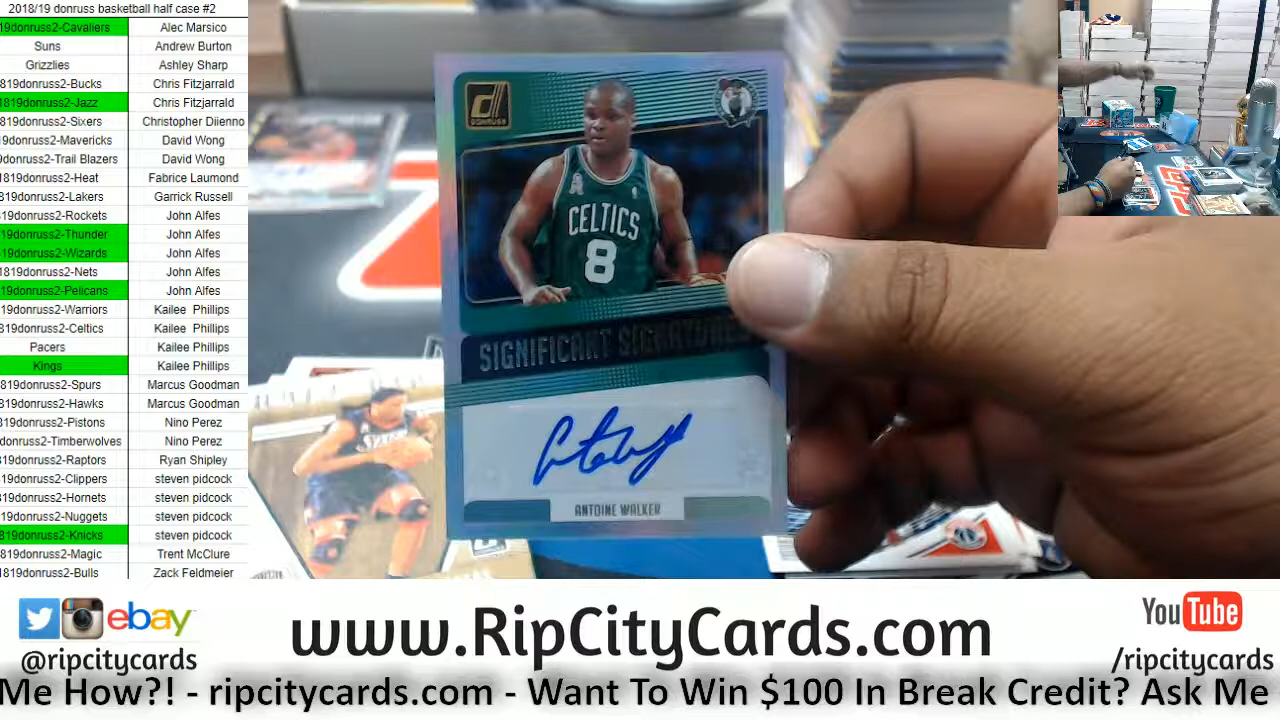 2018/19 donruss basketball half case #2
19donruss2-Cavaliers Alec Marsico
Suns Andrew Burton
Grizzlies Ashley Sharp
819donruss2-Bucks Chris Fitzjarrald
1819donruss2-Jazz Chris Fitzjarrald
819donruss2-Sixers Christopher Diienno
9donruss2-Mavericks David Wong
donruss2-Trail Blazers David Wong
819donruss2-Heat Fabrice Laumond
19donruss2-Lakers Garrick Russell
19donruss2-Rockets John Alfes
19donruss2-Thunder John Alfes
19donruss2-Wizards John Alfes
1819donruss2-Nets John Alfes
19donruss2-Pelicans John Alfes
19donruss2-Warriors Kailee Phillips
819donruss2-Celtics Kailee Phillips
Pacers Kailee Phillips
Kings Kailee Phillips
819donruss2-Spurs Marcus Goodman
19donruss2-Hawks Marcus Goodman
19donruss2-Pistons Nino Perez
donruss2-Timberwolves Nino Perez
19donruss2-Raptors Ryan Shipley
19donruss2-Clippers steven pidcock
19donruss2-Hornets steven pidcock
19donruss2-Nuggets steven pidcock
819donruss2-Knicks steven pidcock
819donruss2-Magic Trent McClure
1819donruss2-Bulls Zack Feldmeier
d
DONRUSS
CELTICS
8
SIGNIFICANT SIGNATURES
ANTOINE WALKER
ebay
@ripcitycards
www.RipCityCards.com
YouTube
/ripcitycards
Me How?! - ripcitycards.com - Want To Win $100 In Break Credit? Ask Me